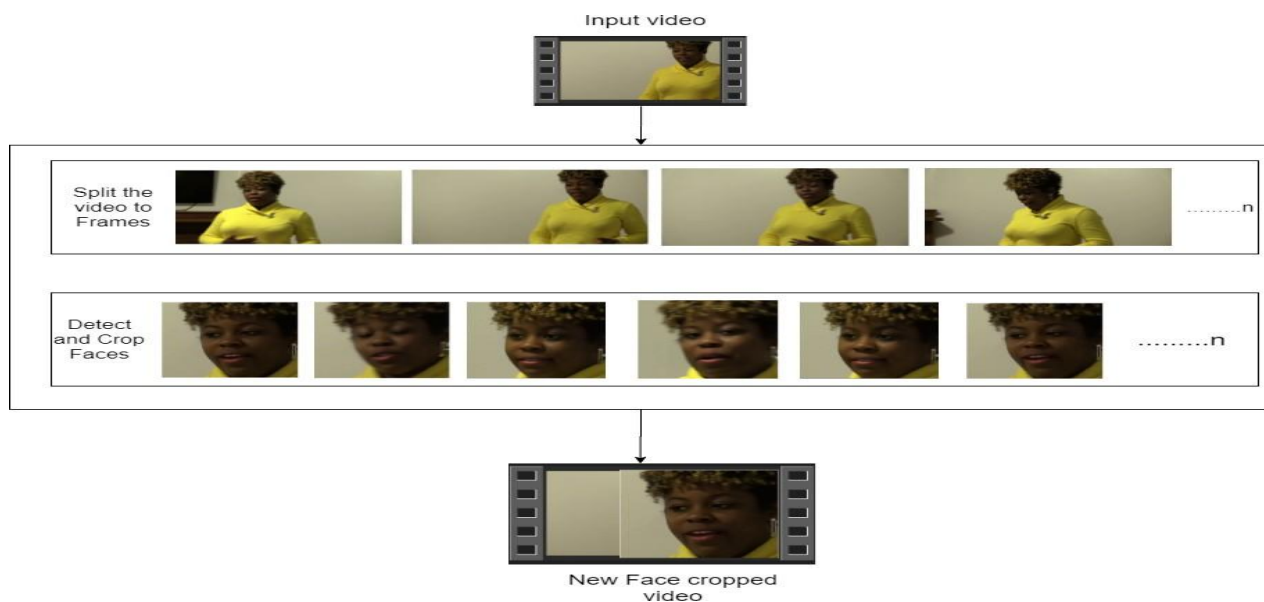 Input video
Split the
video to
Frames
.........n
Detect
and Crop
Faces
.........n
New Face cropped
video